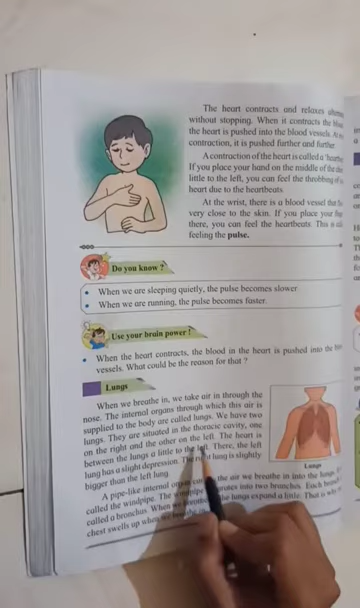 The heart contracts and relaxes
without stopping. When it contracts the
the heart is pushed into the blood vessels.
contraction, it is pushed further and further
A contraction of the heart is called a
If you place your hand on the middle of the
little to the left, you can feel the throbbing of
heart due to the heartbeats.
At the wrist, there is a blood vessel that
very close to the skin. If you place your
there, you can feel the heartbeats. This is
feeling the pulse.
Do you know ?
• When we are sleeping quietly, the pulse becomes slower
• When we are running, the pulse becomes faster.
Use your brain power !
• When the heart contracts, the blood in the heart is pushed into the
vessels. What could be the reason for that ?
Lungs
When we breathe in, we take air in through the
nose. The internal organs through which this air is
supplied to the body are called lungs. We have two
lungs. They are situated in the thoracic cavity, one
on the right and the other on the left. The heart is
between the lungs a little to the left. There, the left
lung has a slight depression. The right lung is slightly
bigger than the left lung.
Lungs
A pipe-like internal organ the air we breathe in into the lungs.
called the windpipe. The windpipe into two branches. Each
called a bronchus. When we the lungs expand a little. That is why
chest swells up when we